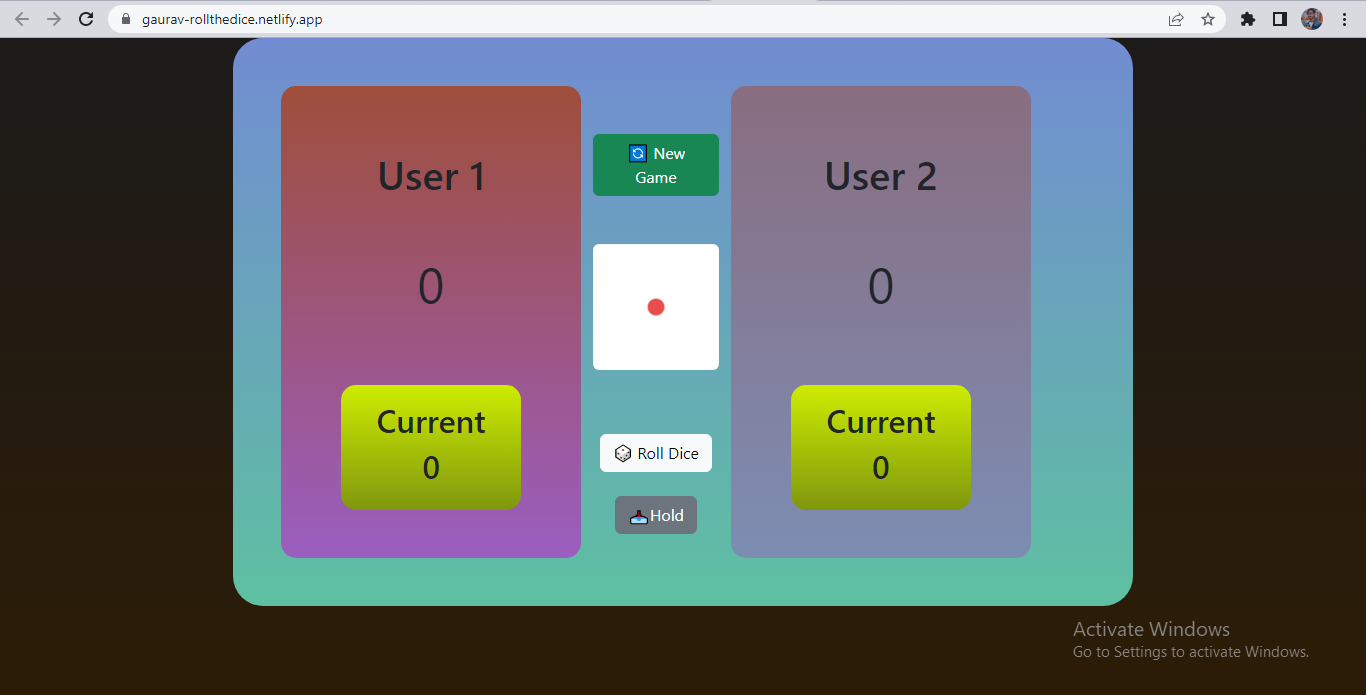 gaurav-rollthedice.netlify.app
User 1
0
Current
0
New
Game
Roll Dice
Hold
User 2
0
Current
0
Activate Windows
Go to Settings to activate Windows.